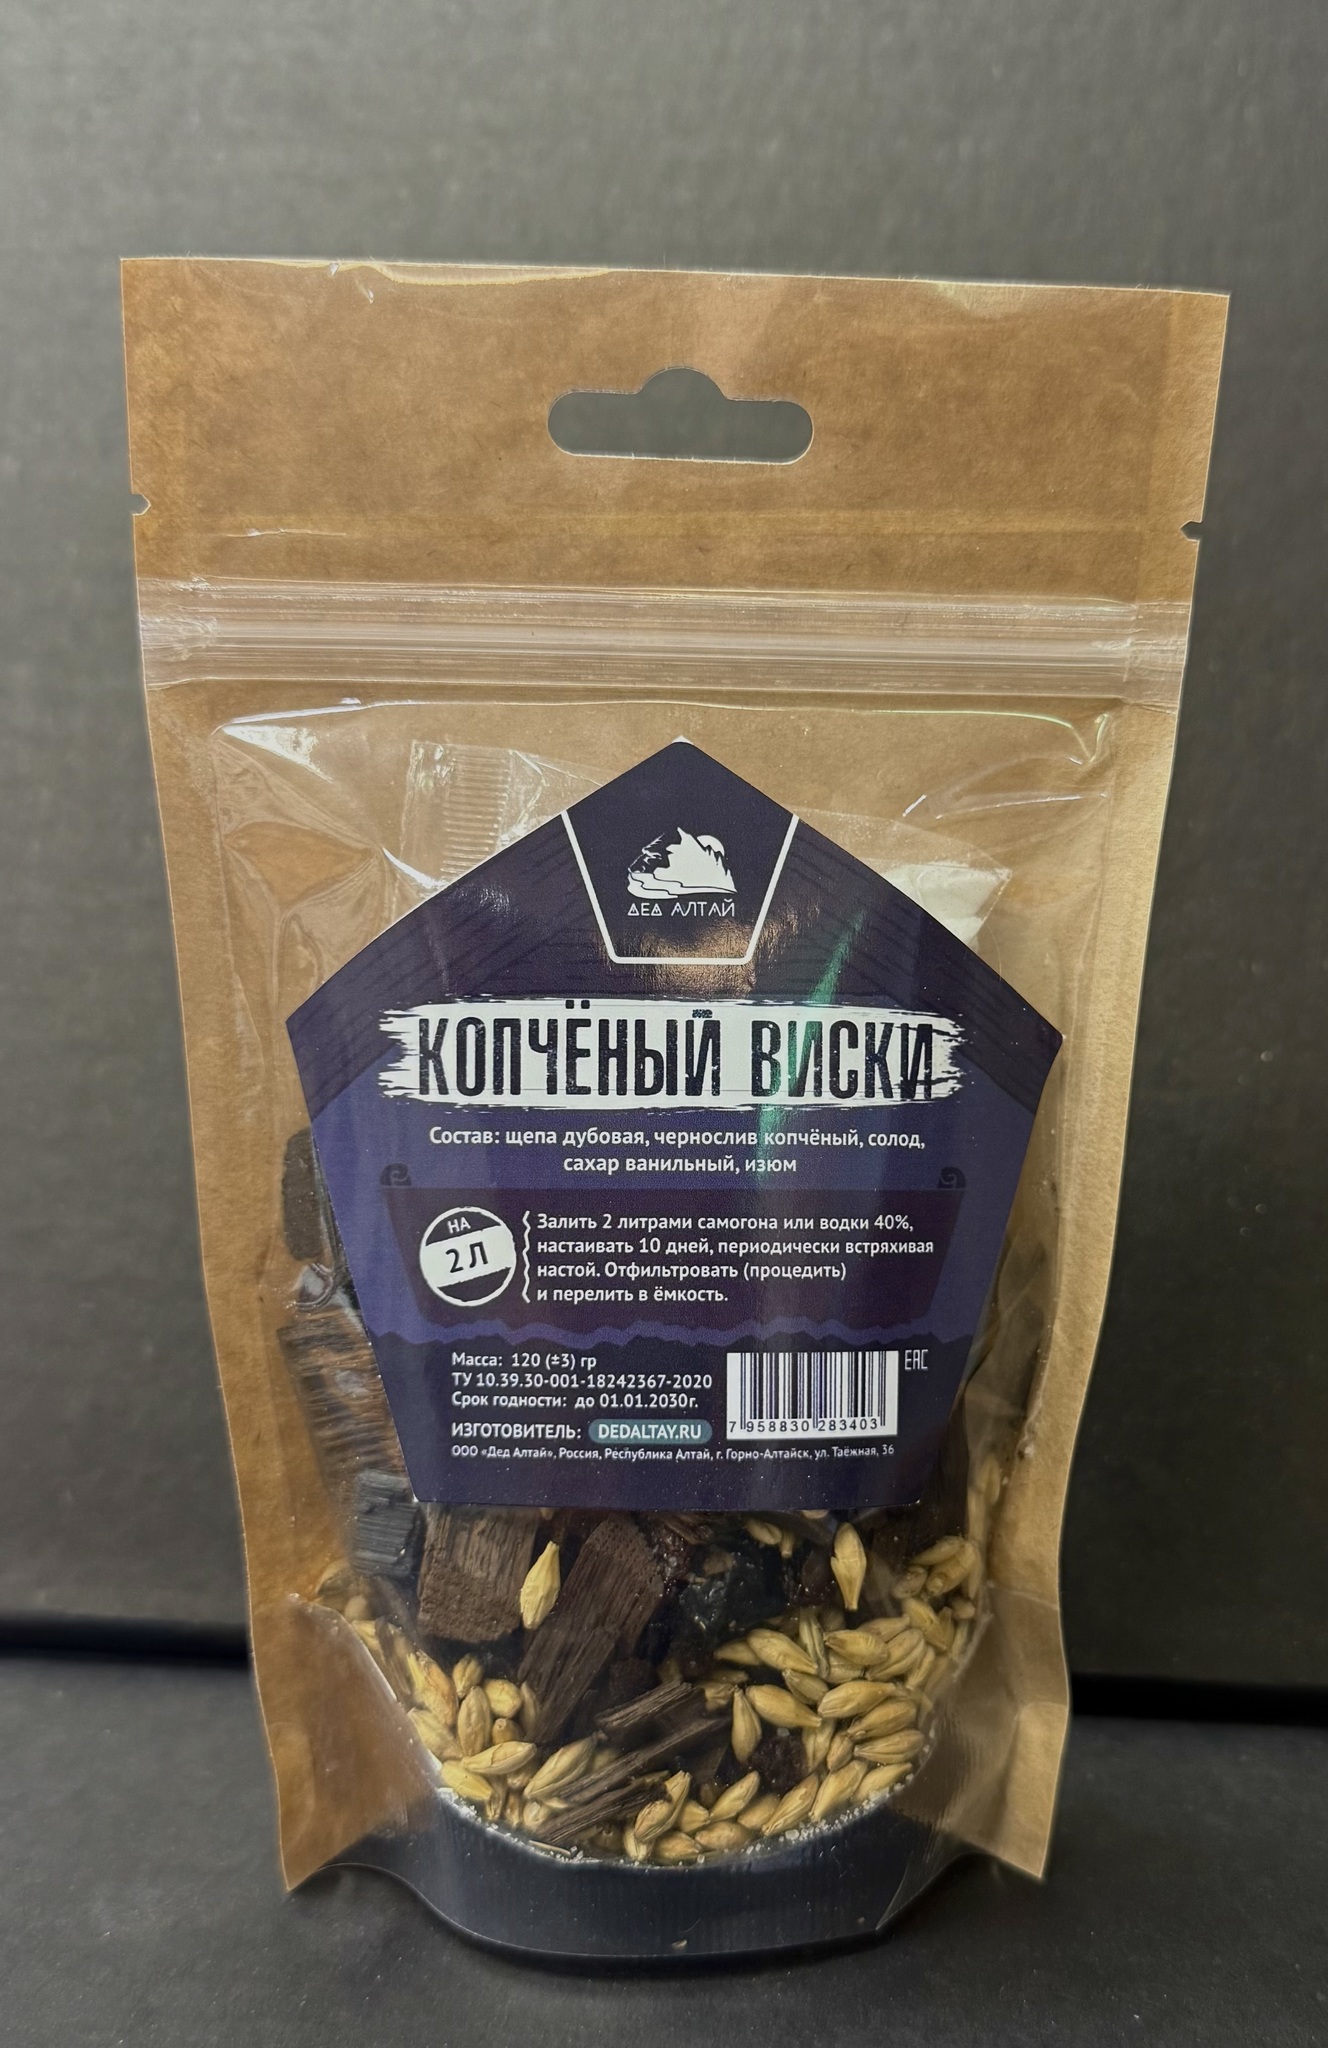 ДЕД АЛТАЙ
КОПЧЁНЫЙ ВИСКИ
Состав: щепа дубовая, чернослив копчёный, солод,
сахар ванильный, изюм
НА
2 Л
Залить 2 литрами самогона или водки 40%,
настаивать 10 дней, периодически встряхивая
настой. Отфильтровать (процедить)
и перелить в ёмкость.
Масса: 120 (±3) гр
ТУ 10.39.30-001-18242367-2020
Срок годности: до 01.01.2030г.
ИЗГОТОВИТЕЛЬ: DEDALTAY.RU
ООО «Дед Алтай», Россия, Республика Алтай, г. Горно-Алтайск, ул. Таёжная, 36
7 958830 283403
EAC